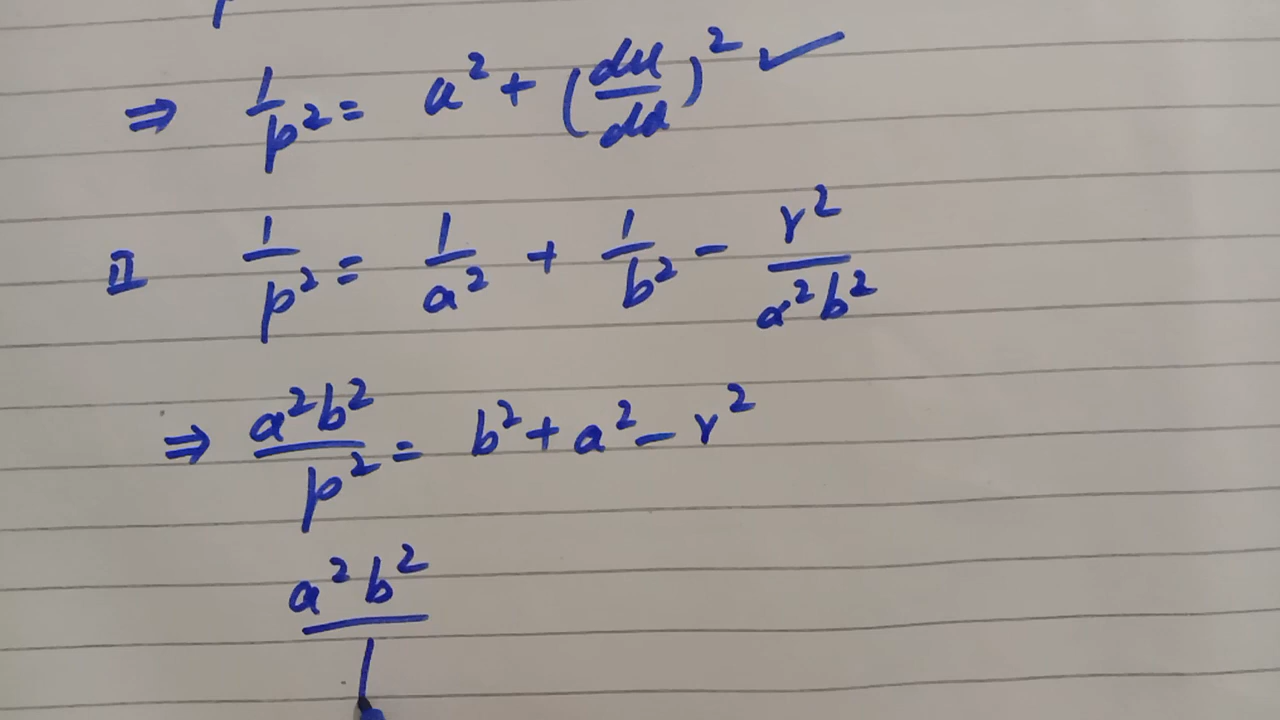 ⇒ 1/p² = a² + (du/dα)² ✓
II 1/p² = 1/a² + 1/b² - r²/a²b²
⇒ a²b²/p² = b² + a² - r²
a²b²/